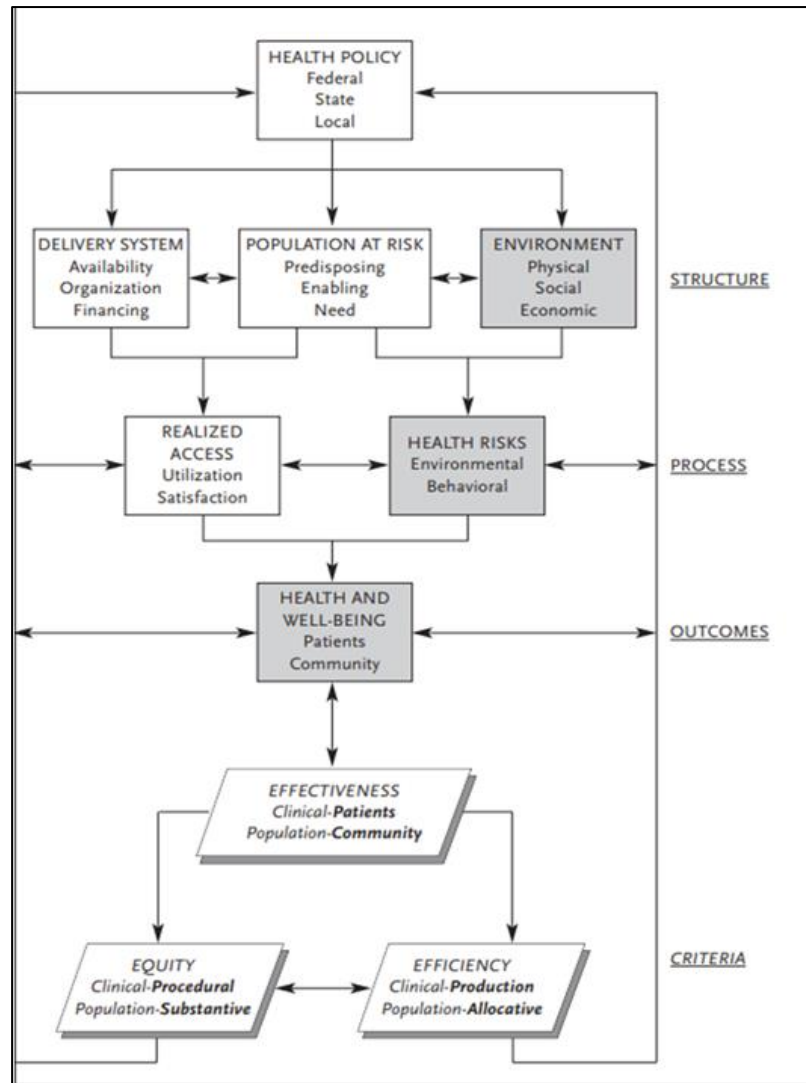 HEALTH POLICY
Federal
State
Local
DELIVERY SYSTEM
Availability
Organization
Financing
POPULATION AT RISK
Predisposing
Enabling
Need
ENVIRONMENT
Physical
Social
Economic
STRUCTURE
REALIZED
ACCESS
Utilization
Satisfaction
HEALTH RISKS
Environmental
Behavioral
PROCESS
HEALTH AND
WELL-BEING
Patients
Community
OUTCOMES
EFFECTIVENESS
Clinical-Patients
Population-Community
EQUITY
Clinical-Procedural
Population-Substantive
EFFICIENCY
Clinical-Production
Population-Allocative
CRITERIA